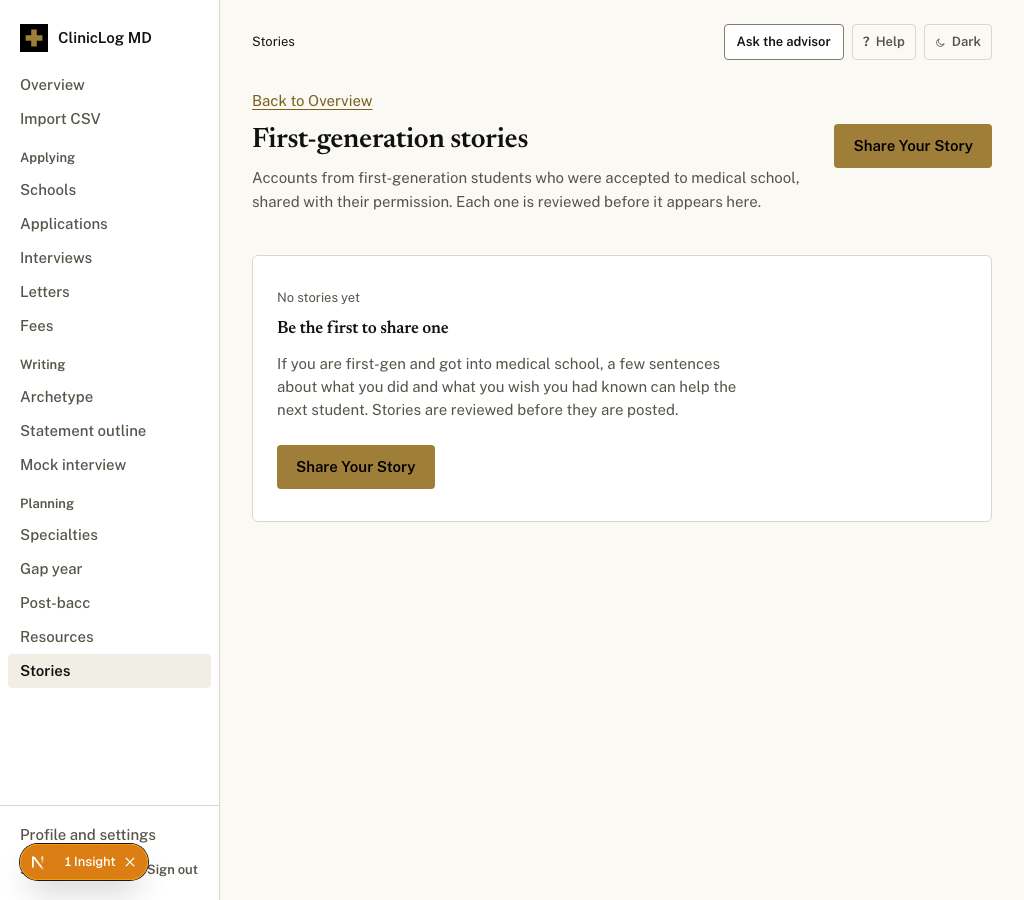 ClinicLog MD
Overview
Import CSV
Applying
Schools
Applications
Interviews
Letters
Fees
Writing
Archetype
Statement outline
Mock interview
Planning
Specialties
Gap year
Post-bacc
Resources
Stories
Profile and settings
1 Insight
Sign out
Stories
Ask the advisor
? Help
Dark
Back to Overview
First-generation stories
Share Your Story
Accounts from first-generation students who were accepted to medical school,
shared with their permission. Each one is reviewed before it appears here.
No stories yet
Be the first to share one
If you are first-gen and got into medical school, a few sentences
about what you did and what you wish you had known can help the
next student. Stories are reviewed before they are posted.
Share Your Story